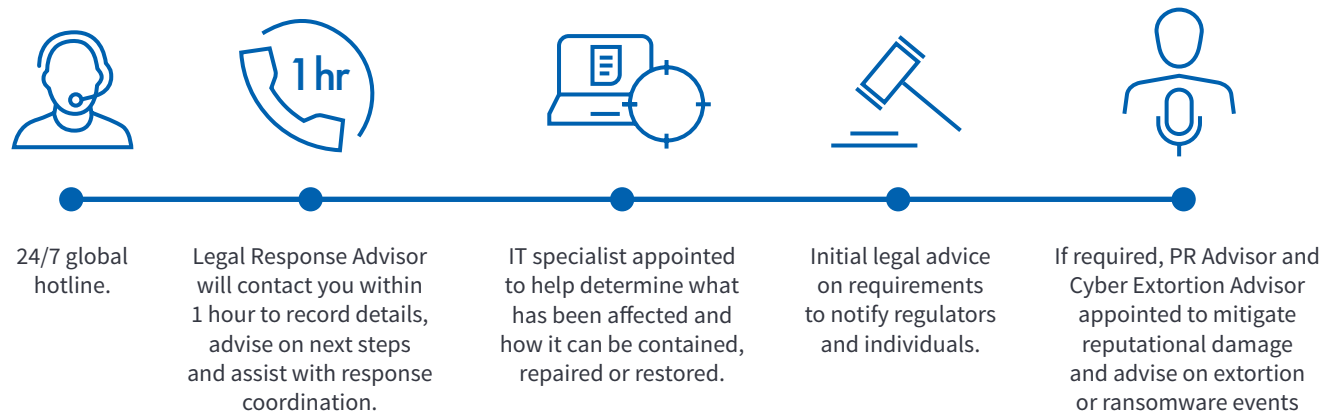 1 hr
24/7 global
hotline.
Legal Response Advisor
will contact you within
1 hour to record details,
advise on next steps
and assist with response
coordination.
IT specialist appointed
to help determine what
has been affected and
how it can be contained,
repaired or restored.
Initial legal advice
on requirements
to notify regulators
and individuals.
If required, PR Advisor and
Cyber Extortion Advisor
appointed to mitigate
reputational damage
and advise on extortion
or ransomware events